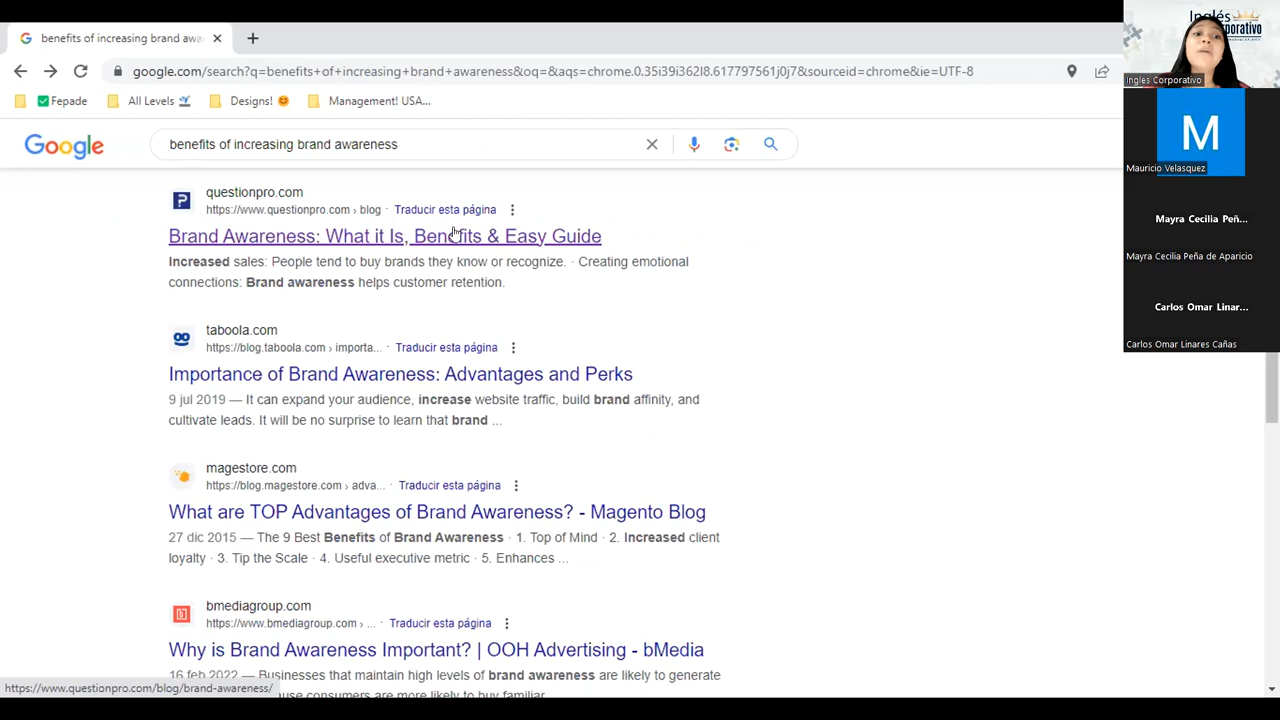 benefits of increasing brand awa
google.com/search?q=benefits+of+increasing+brand+awareness&oq=&aqs=chrome.0.35i39i362l8.617797561j0j7&sourceid=chrome&ie=UTF-8
Fepade
All Levels
Designs!
Management! USA...
Google
benefits of increasing brand awareness
questionpro.com
https://www.questionpro.com › blog
Traducir esta página
Brand Awareness: What it Is, Benefits & Easy Guide
Increased sales: People tend to buy brands they know or recognize. · Creating emotional
connections: Brand awareness helps customer retention.
taboola.com
https://blog.taboola.com › importa...
Traducir esta página
Importance of Brand Awareness: Advantages and Perks
9 jul 2019 — It can expand your audience, increase website traffic, build brand affinity, and
cultivate leads. It will be no surprise to learn that brand ...
magestore.com
https://blog.magestore.com › adva...
Traducir esta página
What are TOP Advantages of Brand Awareness? - Magento Blog
27 dic 2015 — The 9 Best Benefits of Brand Awareness · 1. Top of Mind · 2. Increased client
loyalty · 3. Tip the Scale · 4. Useful executive metric · 5. Enhances ...
bmediagroup.com
https://www.bmediagroup.com › ...
Traducir esta página
Why is Brand Awareness Important? | OOH Advertising - bMedia
16 feb 2022 — Businesses that maintain high levels of brand awareness are likely to generate
consumers are more likely to buy familiar
https://www.questionpro.com/blog/brand-awareness/
Inglés
Ingles Corporativo
M
Mauricio Velasquez
Mayra Cecilia Peñ...
Mayra Cecilia Peña de Aparicio
Carlos Omar Linar...
Carlos Omar Linares Cañas